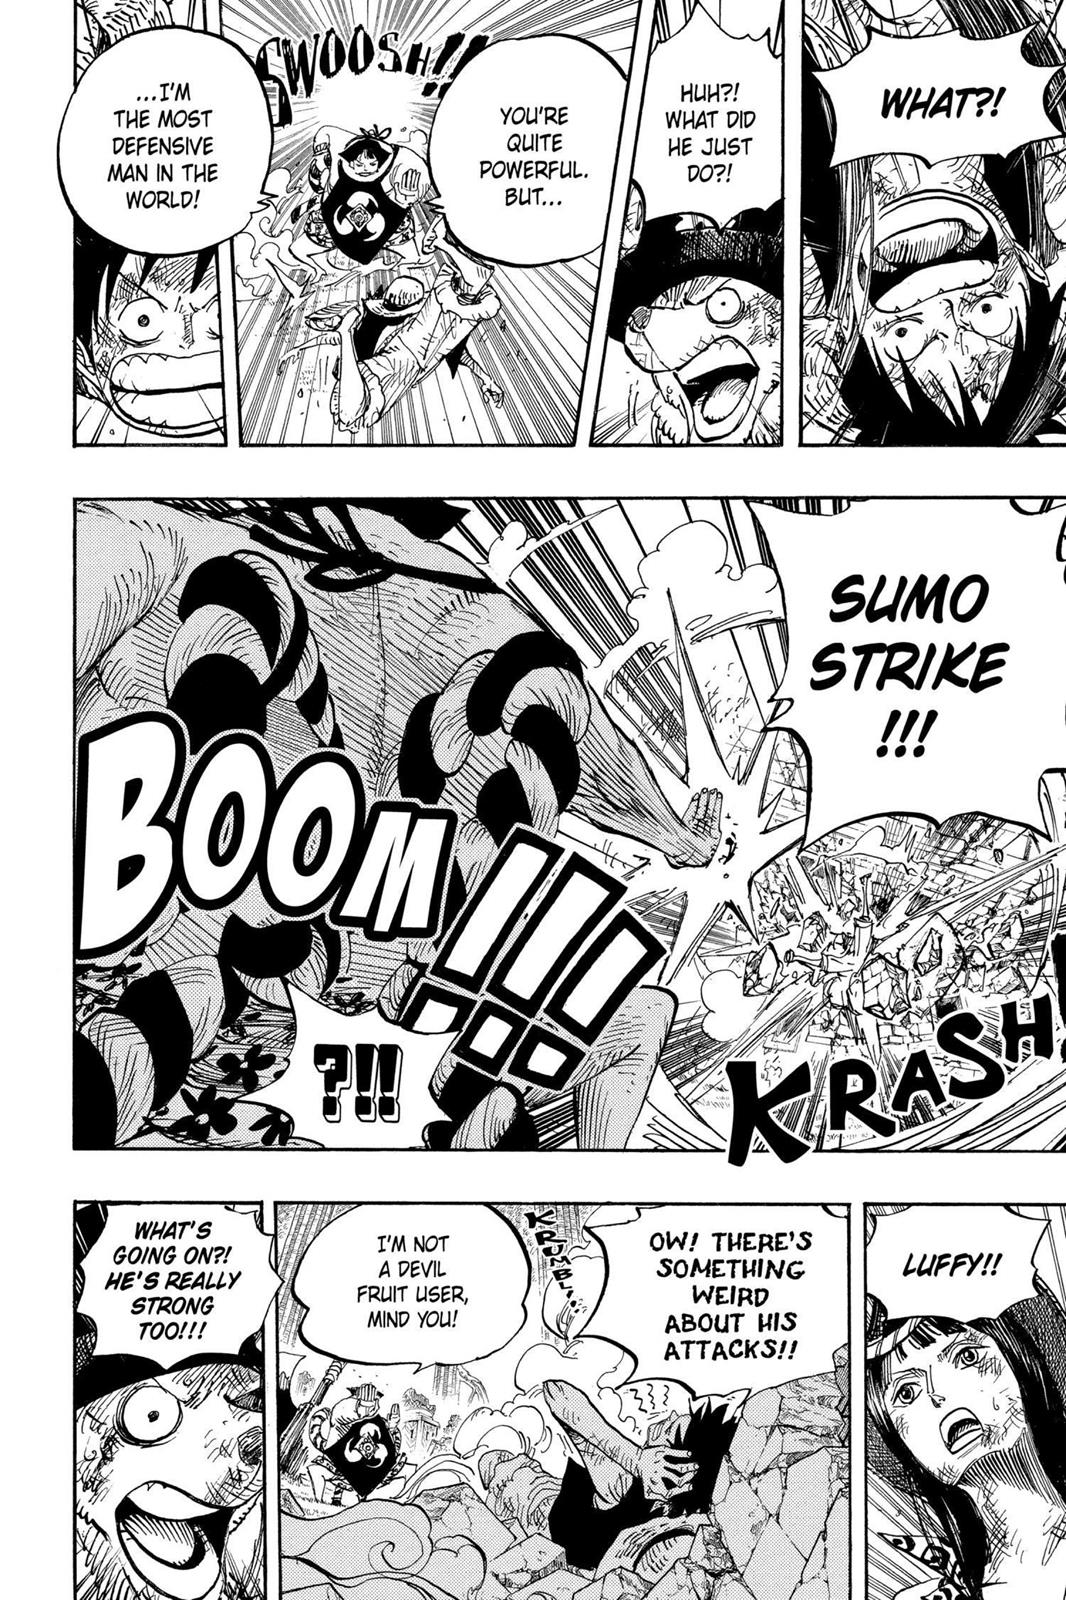 WHAT?!
HUH?!
WHAT DID
HE JUST
DO?!
SWOOSH!!
YOU'RE
QUITE
POWERFUL.
BUT...
...I'M
THE MOST
DEFENSIVE
MAN IN THE
WORLD!
SUMO
STRIKE
!!!
BOOM!!!
KRASH!
?!!
LUFFY!!
OW! THERE'S
SOMETHING
WEIRD
ABOUT HIS
ATTACKS!!
KRUMBL...
I'M NOT
A DEVIL
FRUIT USER,
MIND YOU!
WHAT'S
GOING ON?!
HE'S REALLY
STRONG
TOO!!!